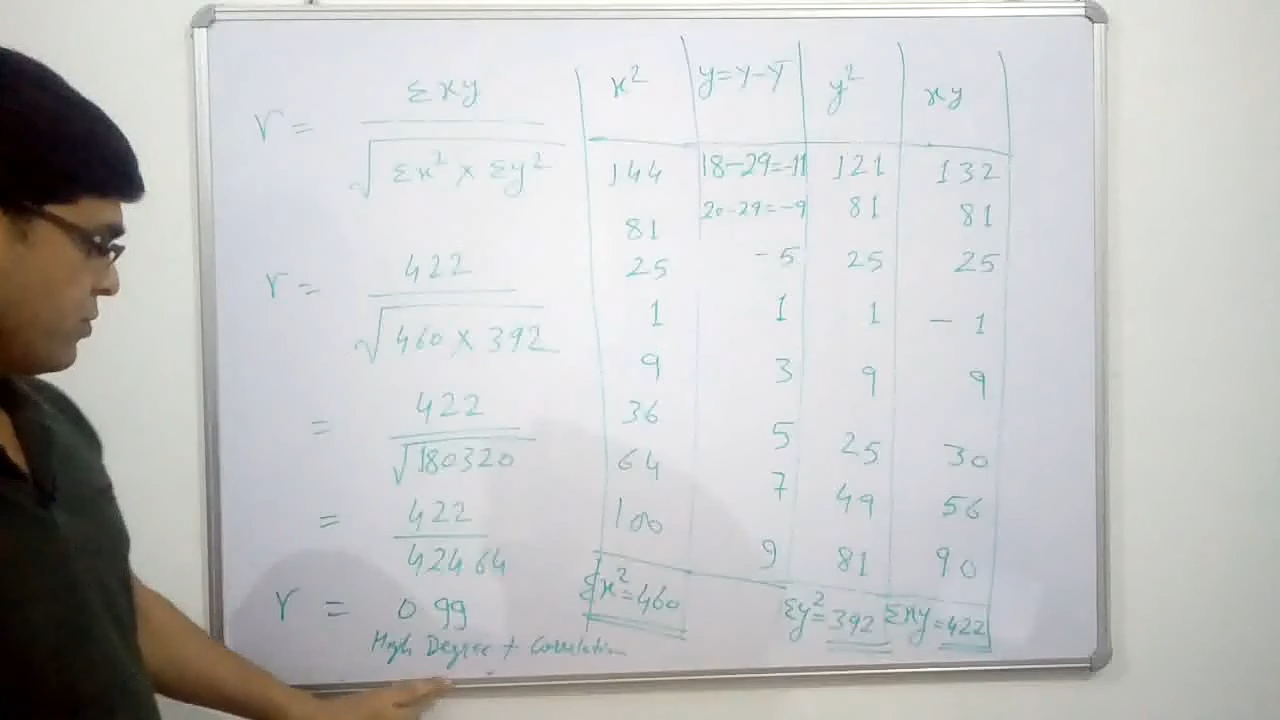 r = Σxy / √Σx² × Σy²
r = 422 / √460 × 392
= 422 / √180320
= 422 / 424 64
r = 0 99
High Degree + Correlation
x² y=Y-Y̅ y² xy
144 18-29=-11 121 132
81 20-29=-9 81 81
25 -5 25 25
1 1 1 -1
9 3 9 9
36 5 25 30
64 7 49 56
100 9 81 90
Σx²=460 Σy²=392 Σxy=422